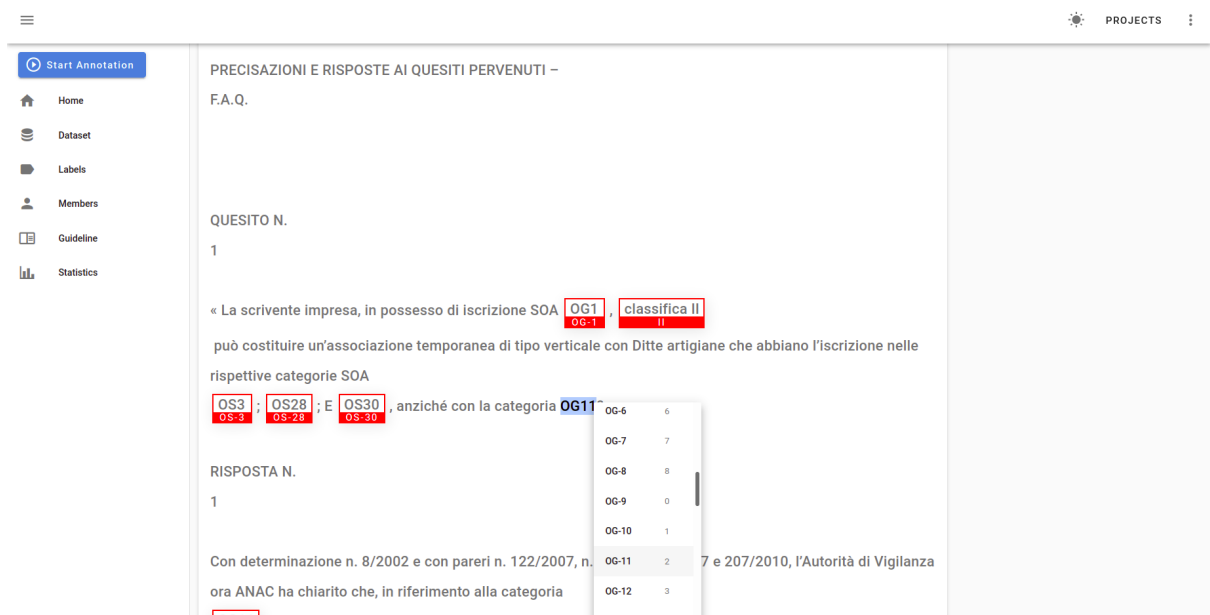 PROJECTS
Start Annotation
Home
Dataset
Labels
Members
Guideline
Statistics
PRECISAZIONI E RISPOSTE AI QUESITI PERVENUTI –
F.A.Q.
QUESITO N.
1
« La scrivente impresa, in possesso di iscrizione SOA OG1 , classifica II
OG-1 II
può costituire un’associazione temporanea di tipo verticale con Ditte artigiane che abbiano l’iscrizione nelle
rispettive categorie SOA
OS3 ; OS28 ; E OS30 , anziché con la categoria OG11
OS-3 OS-28 OS-30
OG-6 6
OG-7 7
OG-8 8
OG-9 0
OG-10 1
OG-11 2
OG-12 3
RISPOSTA N.
1
Con determinazione n. 8/2002 e con pareri n. 122/2007, n. 7 e 207/2010, l’Autorità di Vigilanza
ora ANAC ha chiarito che, in riferimento alla categoria